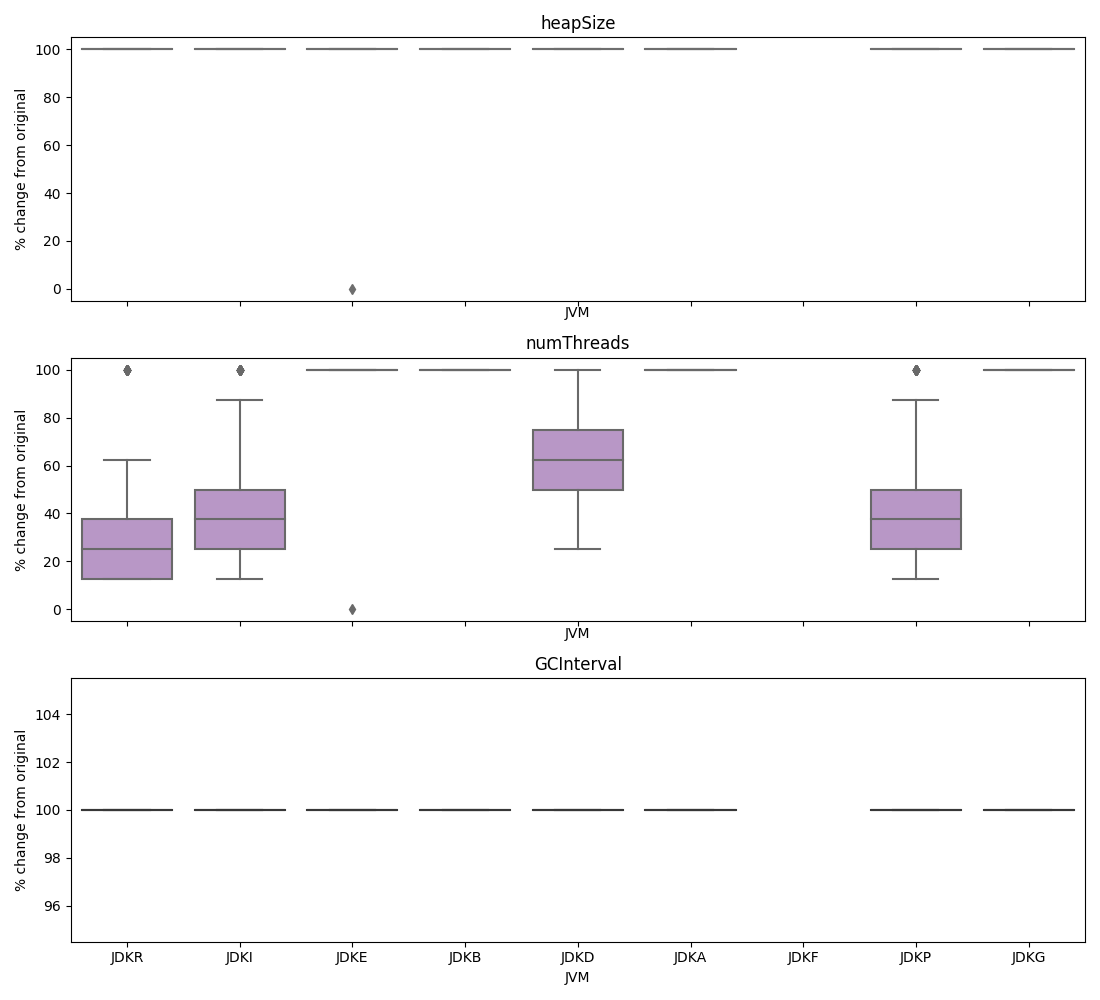 heapSize
% change from original
100
80
60
40
20
0
JVM
numThreads
% change from original
100
80
60
40
20
0
JVM
GCInterval
% change from original
104
102
100
98
96
JDKR JDKI JDKE JDKB JDKD JDKA JDKF JDKP JDKG
JVM